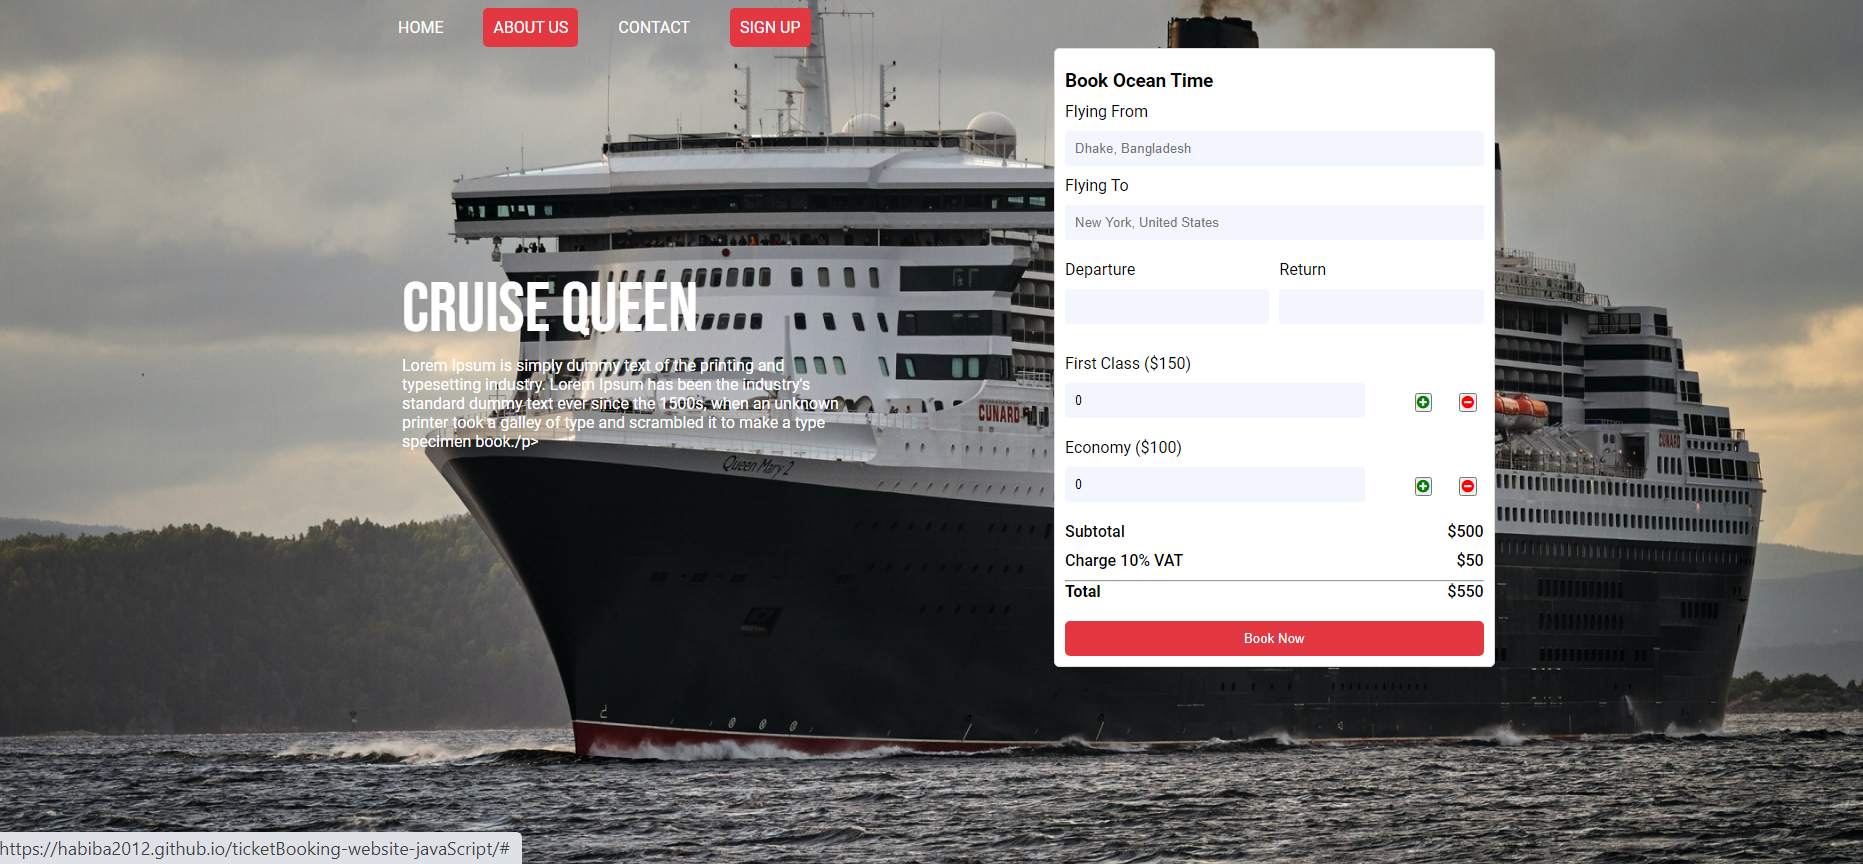 HOME ABOUT US CONTACT SIGN UP
Book Ocean Time
Flying From
Dhake, Bangladesh
Flying To
New York, United States
Departure Return
First Class ($150)
0
Economy ($100)
0
Subtotal $500
Charge 10% VAT $50
Total $550
Book Now
CRUISE QUEEN
Lorem Ipsum is simply dummy text of the printing and
typesetting industry. Lorem Ipsum has been the industry's
standard dummy text ever since the 1500s, when an unknown
printer took a galley of type and scrambled it to make a type
specimen book./p>
CUNARD
Queen Mary 2
CUNARD
https://habiba2012.github.io/ticketBooking-website-javaScript/#